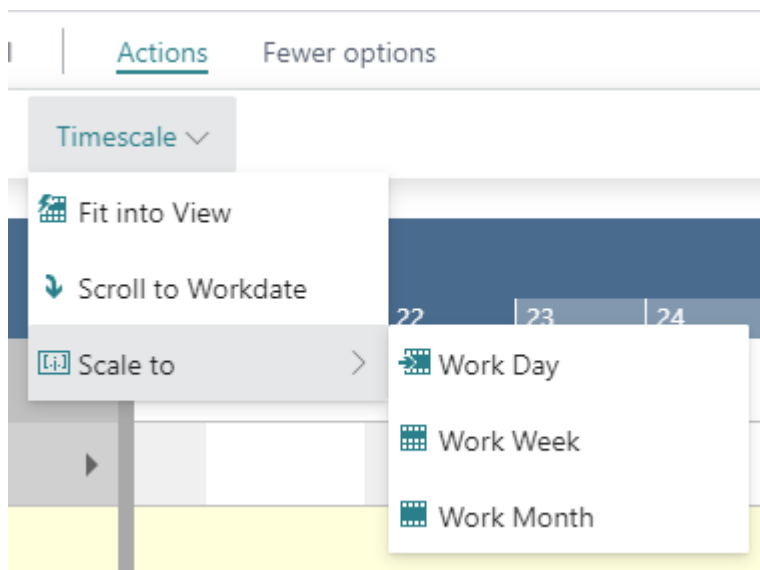 Actions Fewer options
Timescale
Fit into View
Scroll to Workdate
22 23 24
Scale to
Work Day
Work Week
Work Month